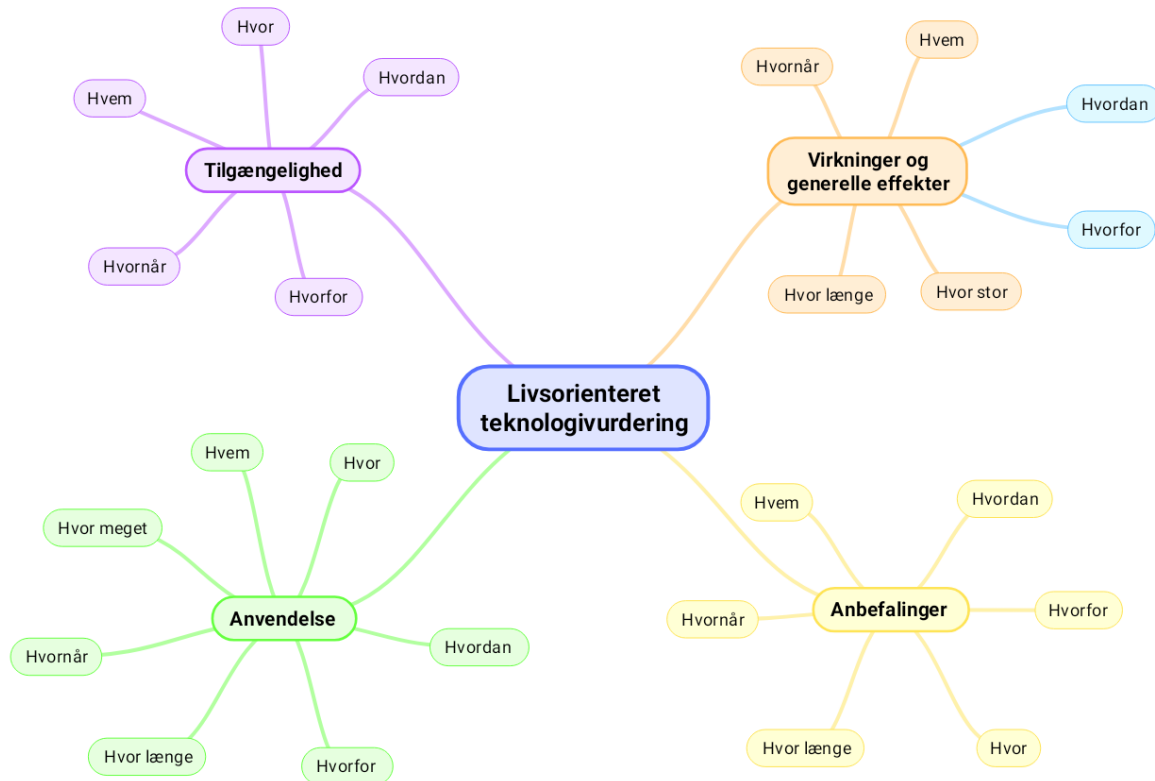 Hvor
Hvordan
Hvem
Tilgængelighed
Hvornår
Hvorfor
Hvem
Hvornår
Hvordan
Virkninger og
generelle effekter
Hvorfor
Hvor længe
Hvor stor
Livsorienteret
teknologivurdering
Hvem
Hvor
Hvor meget
Anvendelse
Hvornår
Hvordan
Hvor længe
Hvorfor
Hvem
Hvordan
Anbefalinger
Hvornår
Hvorfor
Hvor længe
Hvor